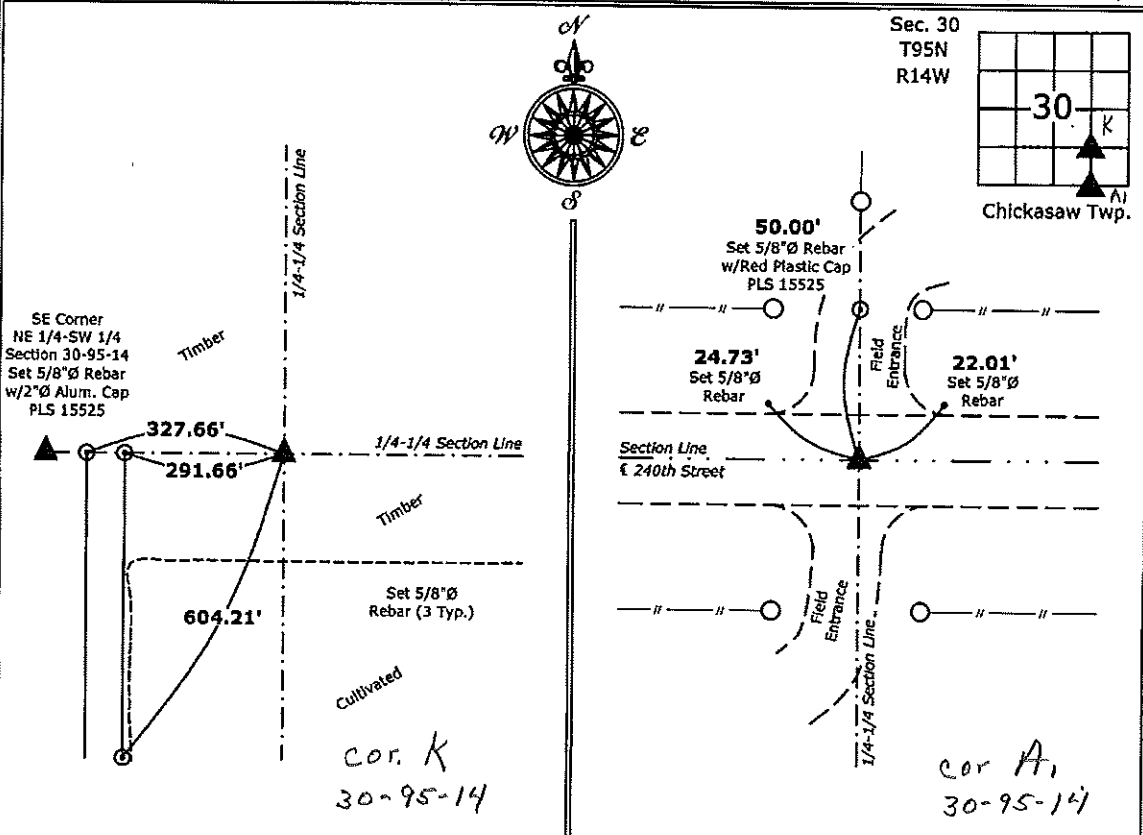 N
W
E
S
Sec. 30
T95N
R14W
30
K
A1
Chickasaw Twp.
1/4-1/4 Section Line
SE Corner
NE 1/4-SW 1/4
Section 30-95-14
Set 5/8"Ø Rebar
w/2"Ø Alum. Cap
PLS 15525
Timber
327.66'
291.66'
1/4-1/4 Section Line
Timber
604.21'
Set 5/8"Ø
Rebar (3 Typ.)
Cultivated
cor. K
30-95-14
50.00'
Set 5/8"Ø Rebar
w/Red Plastic Cap
PLS 15525
Field
Entrance
24.73'
Set 5/8"Ø
Rebar
22.01'
Set 5/8"Ø
Rebar
Section Line
℄ 240th Street
Field
Entrance
1/4-1/4 Section Line
cor A1
30-95-14